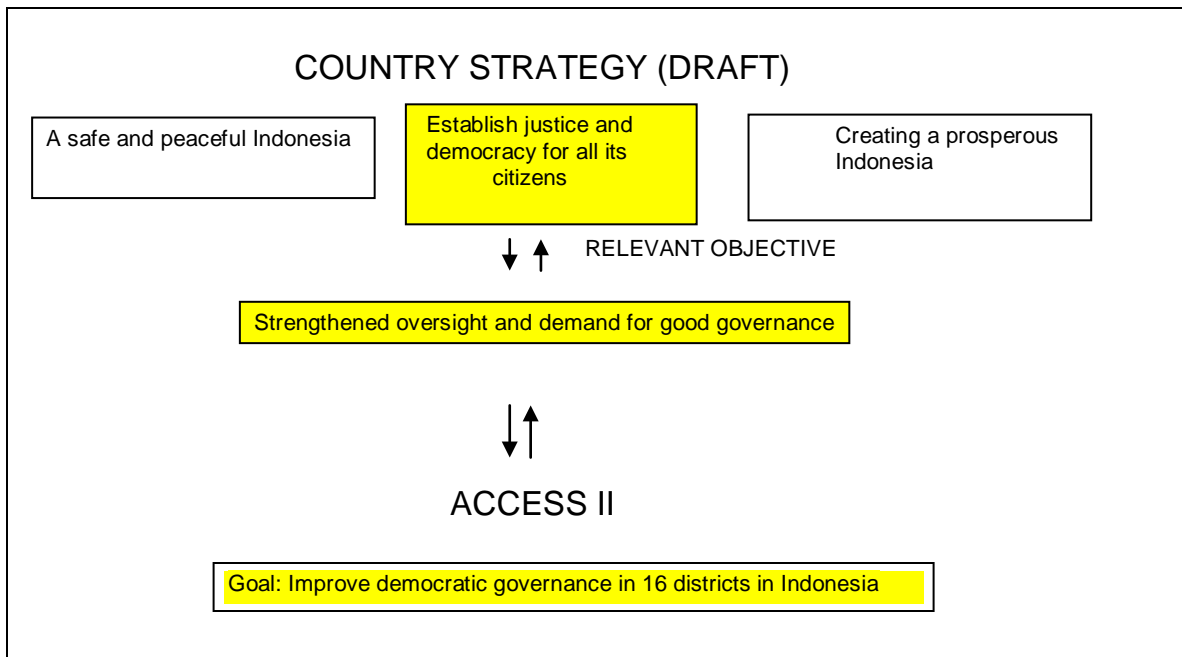 COUNTRY STRATEGY (DRAFT)
A safe and peaceful Indonesia
Establish justice and
democracy for all its
citizens
Creating a prosperous
Indonesia
RELEVANT OBJECTIVE
Strengthened oversight and demand for good governance
ACCESS II
Goal: Improve democratic governance in 16 districts in Indonesia